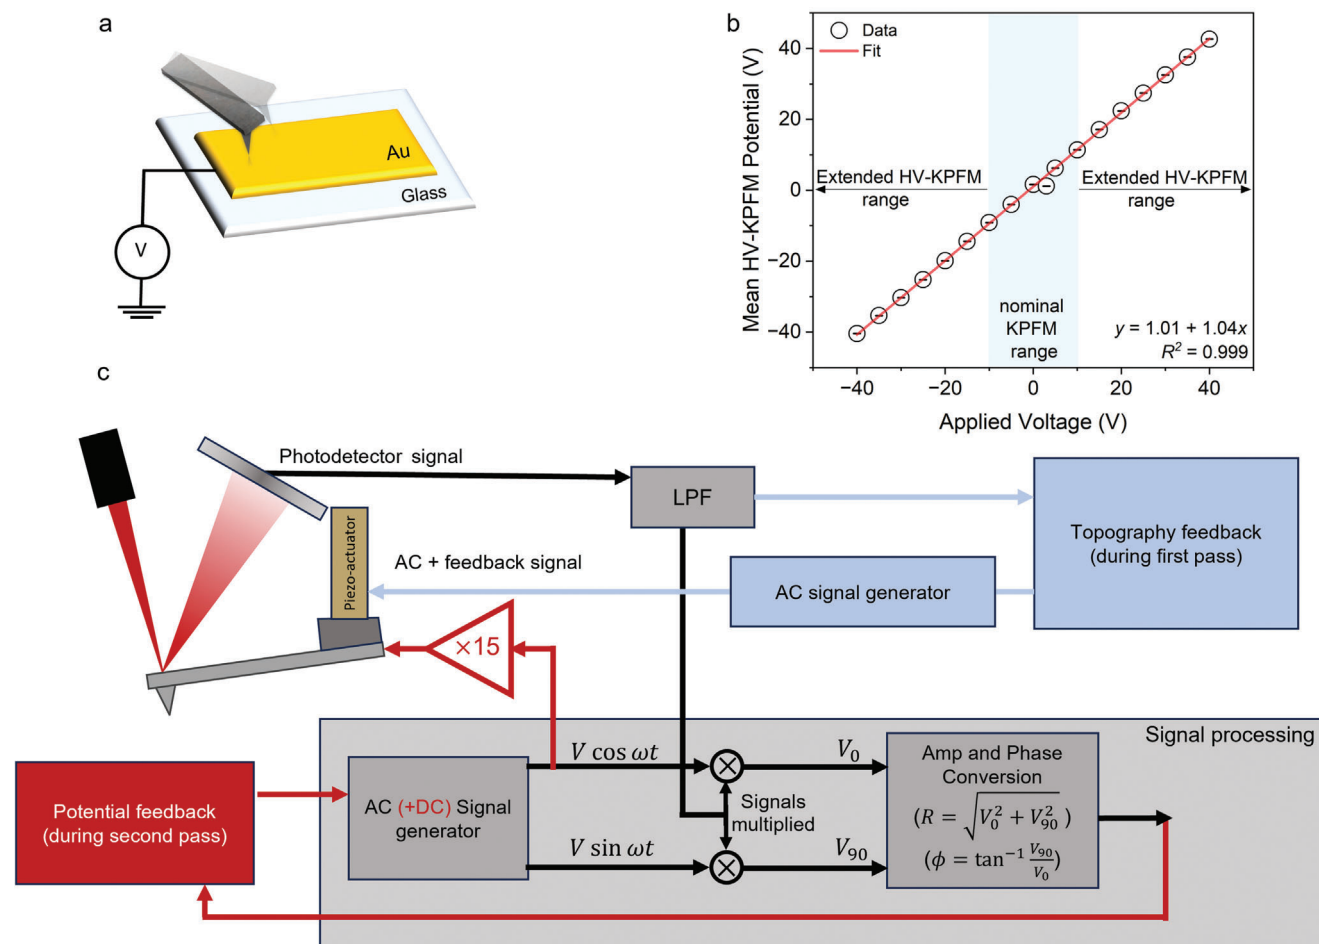 a
Au
Glass
V
b
Data
Fit
Mean HV-KPFM Potential (V)
40
20
0
−20
−40
Extended HV-KPFM
range
Extended HV-KPFM
range
nominal
KPFM
range
y = 1.01 + 1.04x
R² = 0.999
−40
−20
0
20
40
Applied Voltage (V)
c
Photodetector signal
LPF
Topography feedback
(during first pass)
Piezo-actuator
AC + feedback signal
AC signal generator
×15
Signal processing
Potential feedback
(during second pass)
AC (+DC) Signal
generator
V cos ωt
V sin ωt
Signals
multiplied
V₀
V₉₀
Amp and Phase
Conversion
(R = √(V₀² + V₉₀²) )
(ϕ = tan⁻¹ V₉₀/V₀)